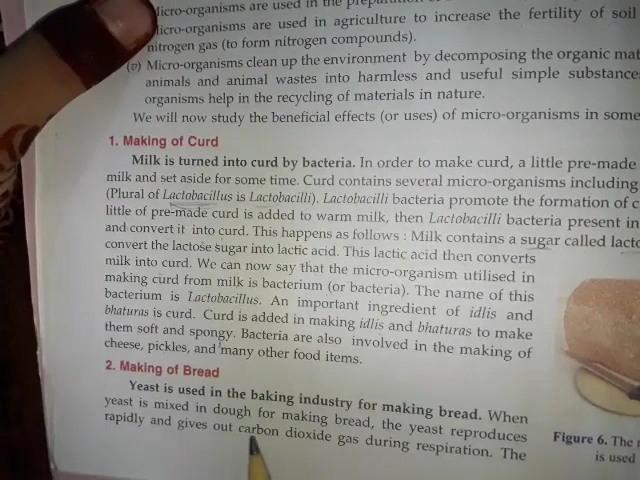 Micro-organisms are used in the
Micro-organisms are used in agriculture to increase the fertility of soil
nitrogen gas (to form nitrogen compounds).
(v) Micro-organisms clean up the environment by decomposing the organic
animals and animal wastes into harmless and useful simple
organisms help in the recycling of materials in nature.
We will now study the beneficial effects (or uses) of micro-organisms in some
1. Making of Curd
Milk is turned into curd by bacteria. In order to make curd, a little pre-made
milk and set aside for some time. Curd contains several micro-organisms including
(Plural of Lactobacillus is Lactobacilli). Lactobacilli bacteria promote the formation of
little of pre-made curd is added to warm milk, then Lactobacilli bacteria present in
and convert it into curd. This happens as follows : Milk contains a sugar called
convert the lactose sugar into lactic acid. This lactic acid then converts
milk into curd. We can now say that the micro-organism utilised in
making curd from milk is bacterium (or bacteria). The name of this
bacterium is Lactobacillus. An important ingredient of idlis and
bhaturas is curd. Curd is added in making idlis and bhaturas to make
them soft and spongy. Bacteria are also involved in the making of
cheese, pickles, and many other food items.
2. Making of Bread
Yeast is used in the baking industry for making bread. When
yeast is mixed in dough for making bread, the yeast reproduces
rapidly and gives out carbon dioxide gas during respiration. The
Figure 6. The
is used